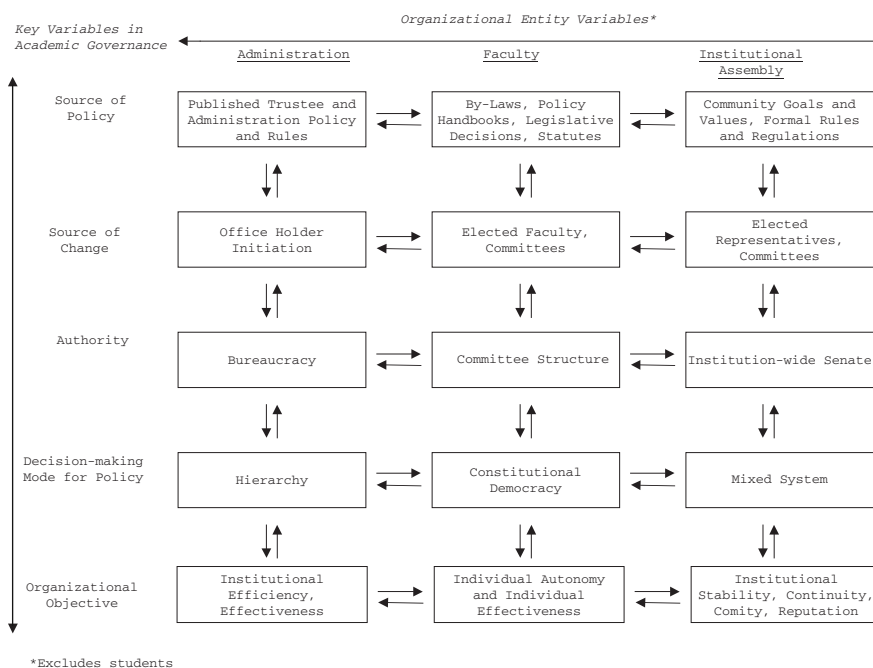 Organizational Entity Variables*
Key Variables in
Academic Governance
Administration
Faculty
Institutional
Assembly
Source of
Policy
Published Trustee and
Administration Policy
and Rules
By-Laws, Policy
Handbooks, Legislative
Decisions, Statutes
Community Goals and
Values, Formal Rules
and Regulations
Source of
Change
Office Holder
Initiation
Elected Faculty,
Committees
Elected
Representatives,
Committees
Authority
Bureaucracy
Committee Structure
Institution-wide Senate
Decision-making
Mode for Policy
Hierarchy
Constitutional
Democracy
Mixed System
Organizational
Objective
Institutional
Efficiency,
Effectiveness
Individual Autonomy
and Individual
Effectiveness
Institutional
Stability, Continuity,
Comity, Reputation
*Excludes students